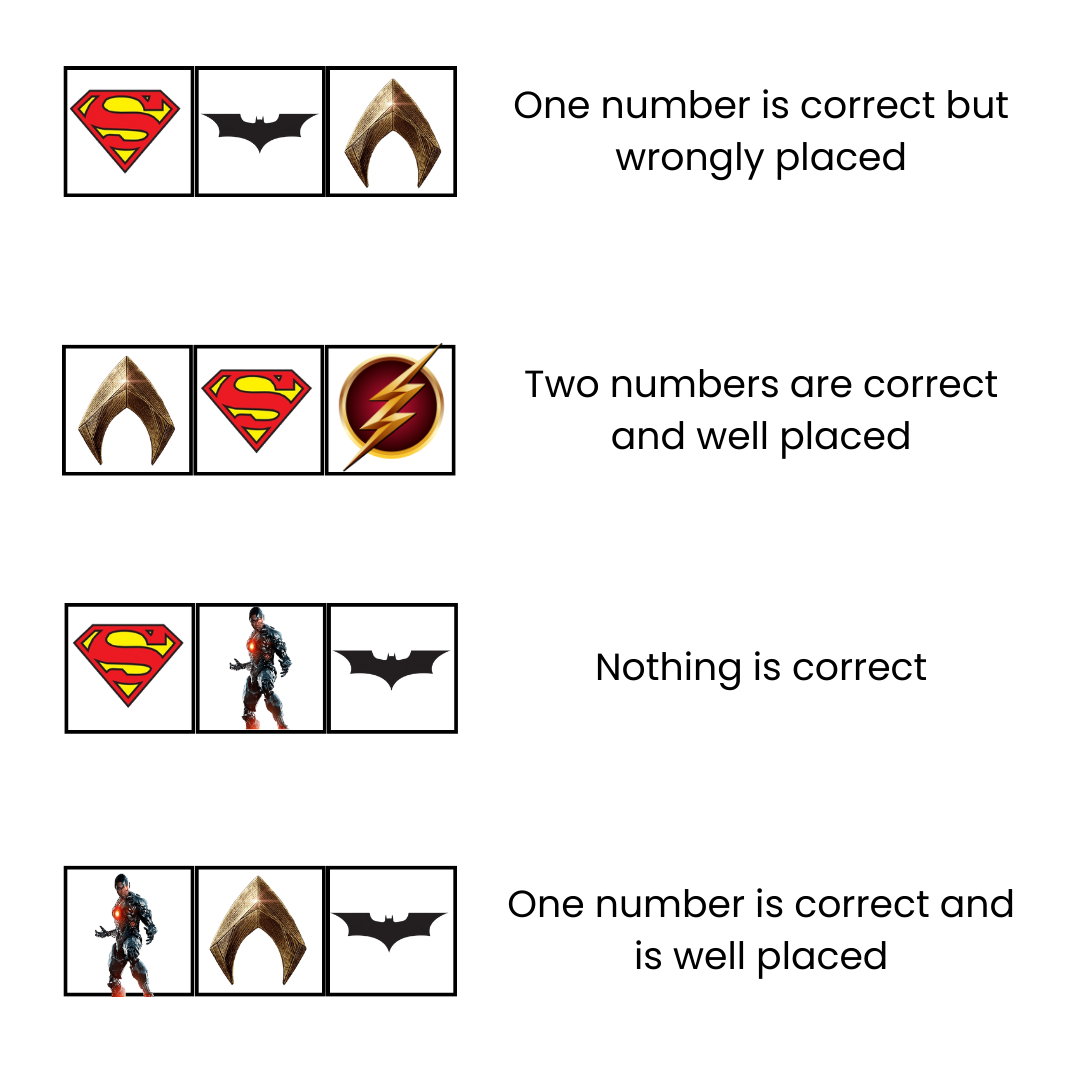 One number is correct but
wrongly placed
Two numbers are correct
and well placed
Nothing is correct
One number is correct and
is well placed